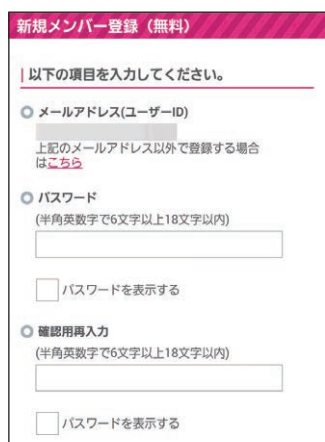 新規メンバー登録（無料）
以下の項目を入力してください。
メールアドレス(ユーザーID)
上記のメールアドレス以外で登録する場合
はこちら
パスワード
(半角英数字で6文字以上18文字以内)
パスワードを表示する
確認用再入力
(半角英数字で6文字以上18文字以内)
パスワードを表示する